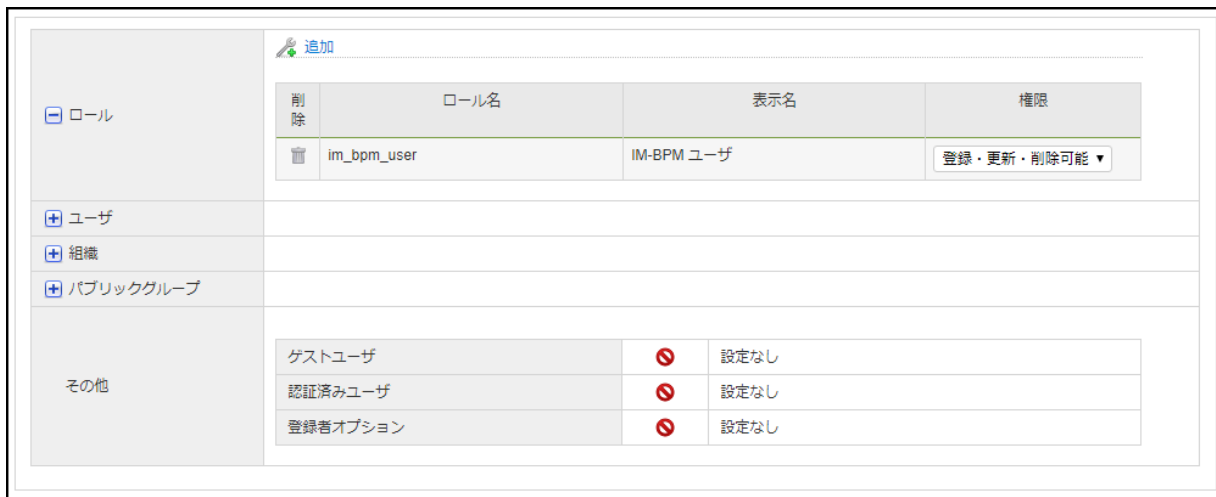 追加
ロール
削除 ロール名 表示名 権限
im_bpm_user IM-BPM ユーザ 登録・更新・削除可能 ▼
ユーザ
組織
パブリックグループ
その他
ゲストユーザ 設定なし
認証済みユーザ 設定なし
登録者オプション 設定なし